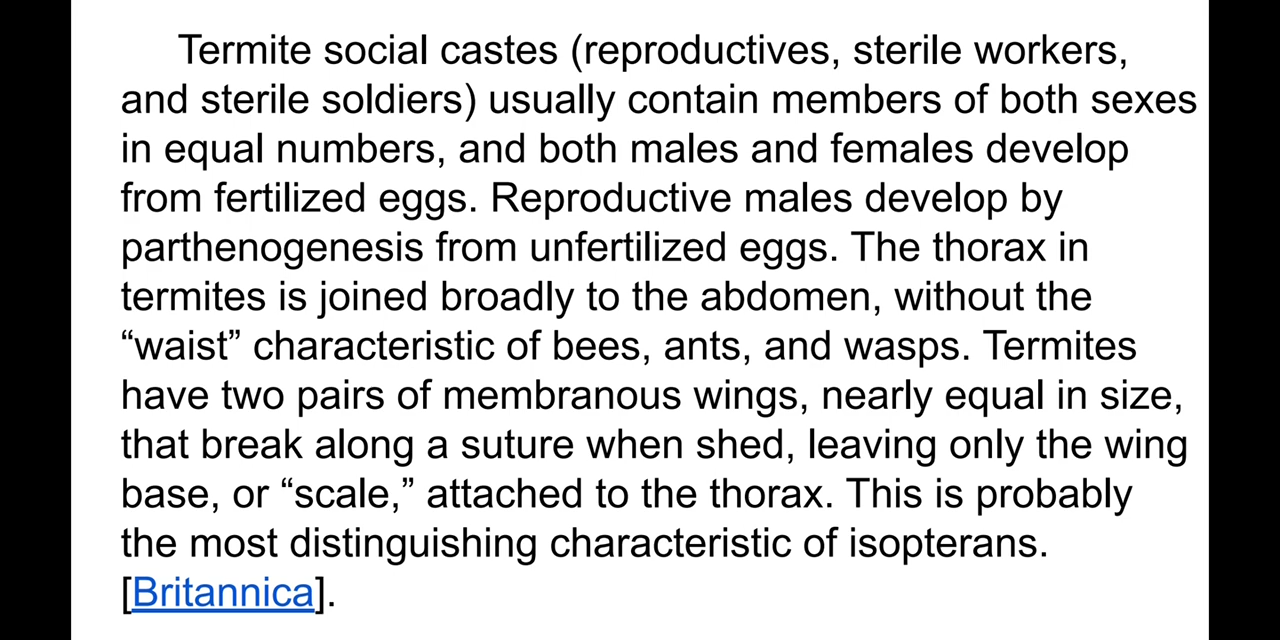 Termite social castes (reproductives, sterile workers,
and sterile soldiers) usually contain members of both sexes
in equal numbers, and both males and females develop
from fertilized eggs. Reproductive males develop by
parthenogenesis from unfertilized eggs. The thorax in
termites is joined broadly to the abdomen, without the
“waist” characteristic of bees, ants, and wasps. Termites
have two pairs of membranous wings, nearly equal in size,
that break along a suture when shed, leaving only the wing
base, or “scale,” attached to the thorax. This is probably
the most distinguishing characteristic of isopterans.
[Britannica].